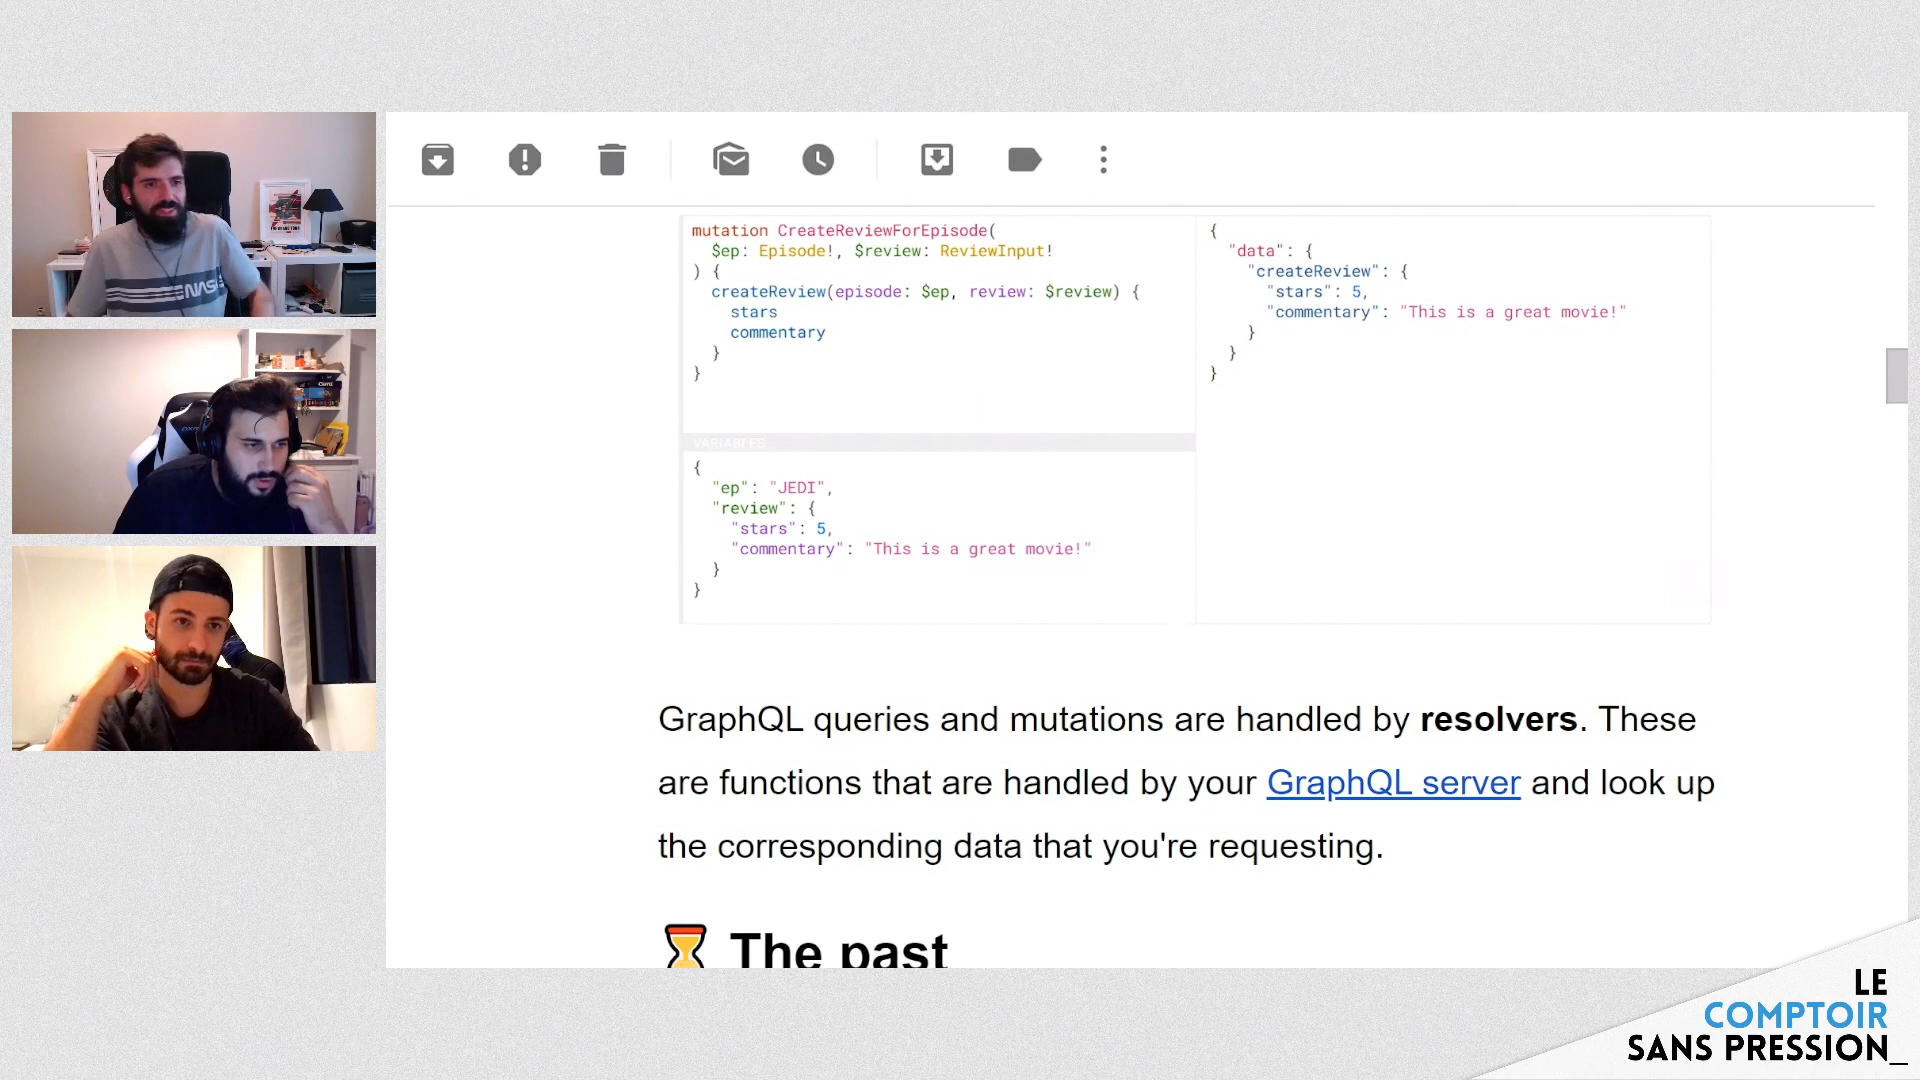 mutation CreateReviewForEpisode(
$ep: Episode!, $review: ReviewInput!
) {
createReview(episode: $ep, review: $review) {
stars
commentary
}
}
VARIABLES
{
"ep": "JEDI",
"review": {
"stars": 5,
"commentary": "This is a great movie!"
}
}
{
"data": {
"createReview": {
"stars": 5,
"commentary": "This is a great movie!"
}
}
}
GraphQL queries and mutations are handled by resolvers. These
are functions that are handled by your GraphQL server and look up
the corresponding data that you're requesting.
The past
LE
COMPTOIR
SANS PRESSION_